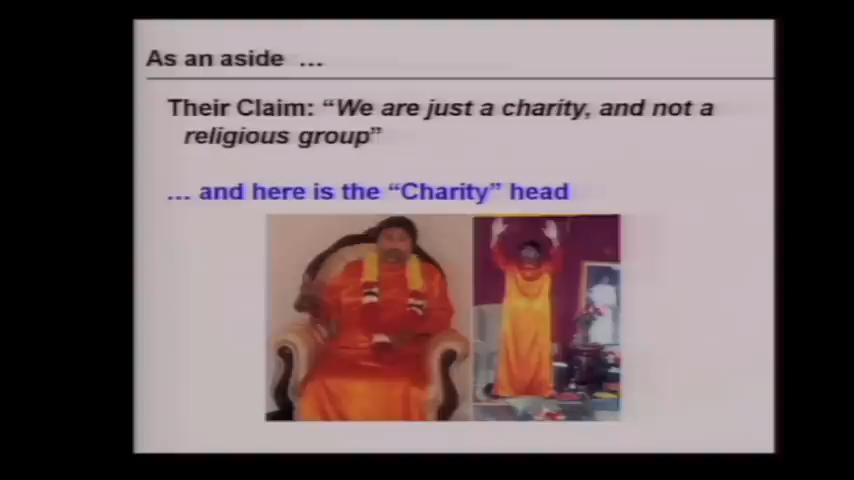 As an aside ...
Their Claim: “We are just a charity, and not a
religious group”
... and here is the “Charity” head